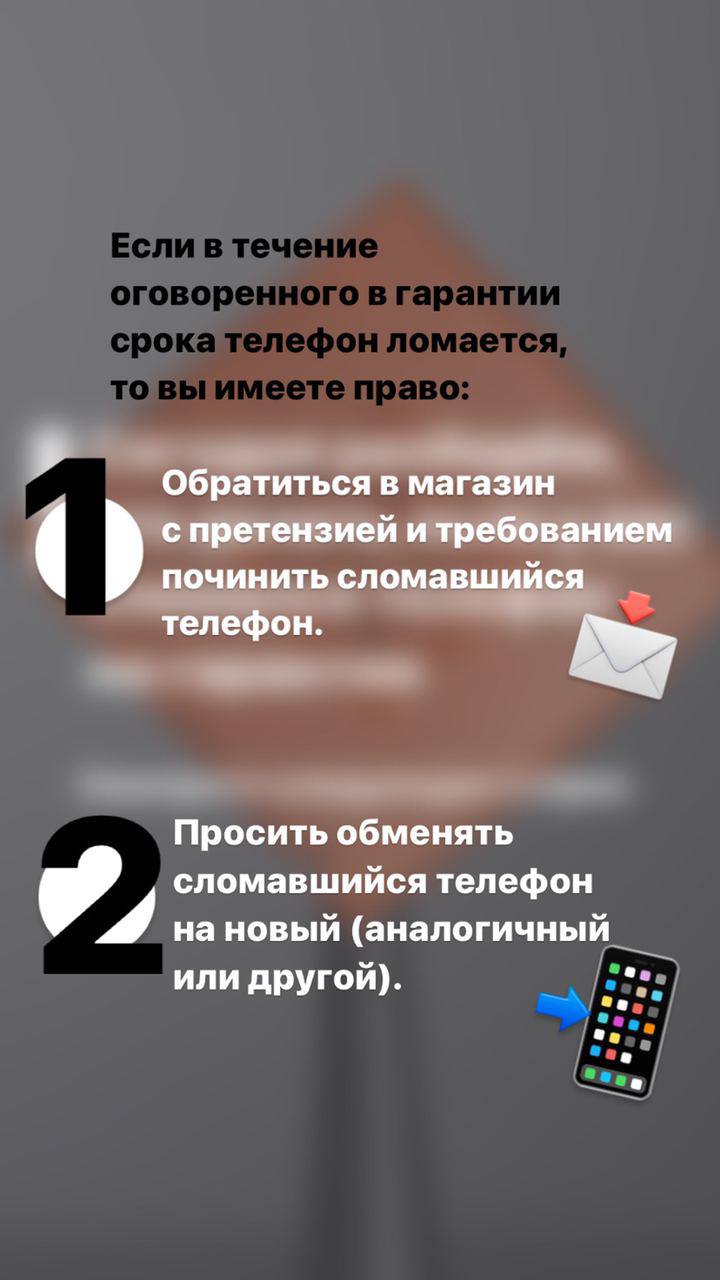 Если в течение
оговоренного в гарантии
срока телефон ломается,
то вы имеете право:
1
Обратиться в магазин
с претензией и требованием
починить сломавшийся
телефон.
2
Просить обменять
сломавшийся телефон
на новый (аналогичный
или другой).